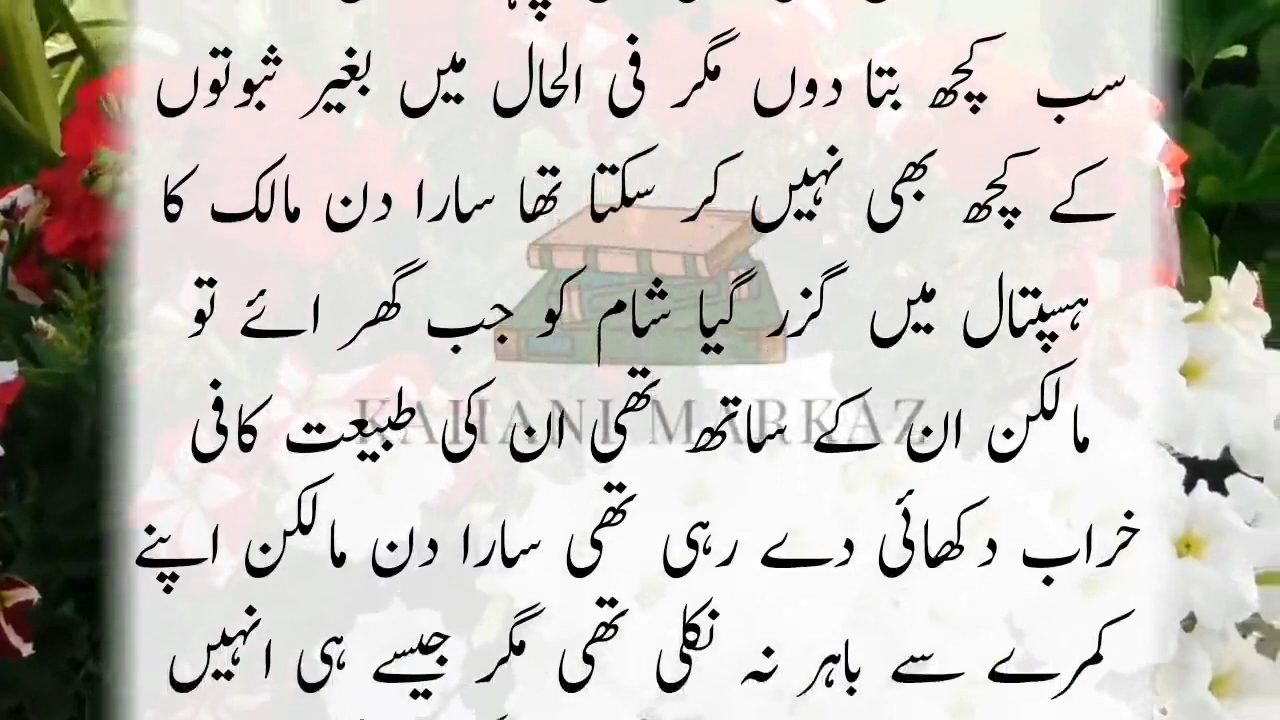 سب کچھ بتا دوں مگر فی الحال میں بغیر ثبوتوں
کے کچھ بھی نہیں کر سکتا تھا سارا دن مالک کا
ہسپتال میں گزر گیا شام کو جب گھر ائے تو
مالکن ان کے ساتھ تھی ان کی طبیعت کافی
KAHANI MARKAZ
خراب دکھائی دے رہی تھی سارا دن مالکن اپنے
کمرے سے باہر نہ نکلی تھی مگر جیسے ہی انہیں